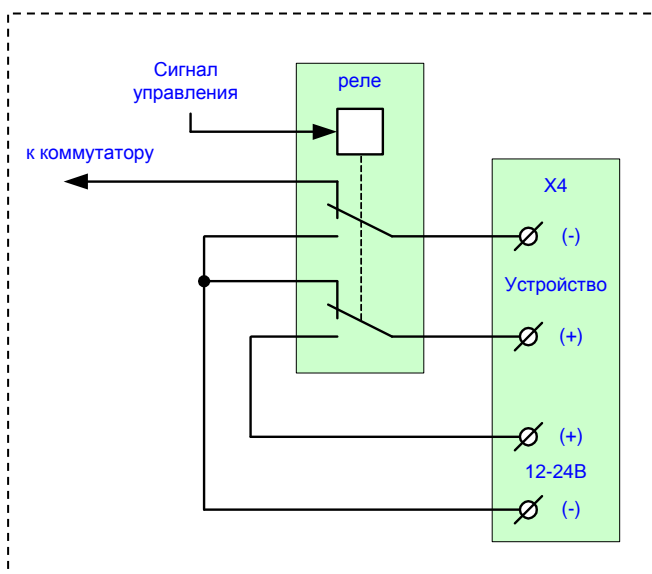 Сигнал
управления
реле
к коммутатору
X4
(-)
Устройство
(+)
(+)
12-24В
(-)